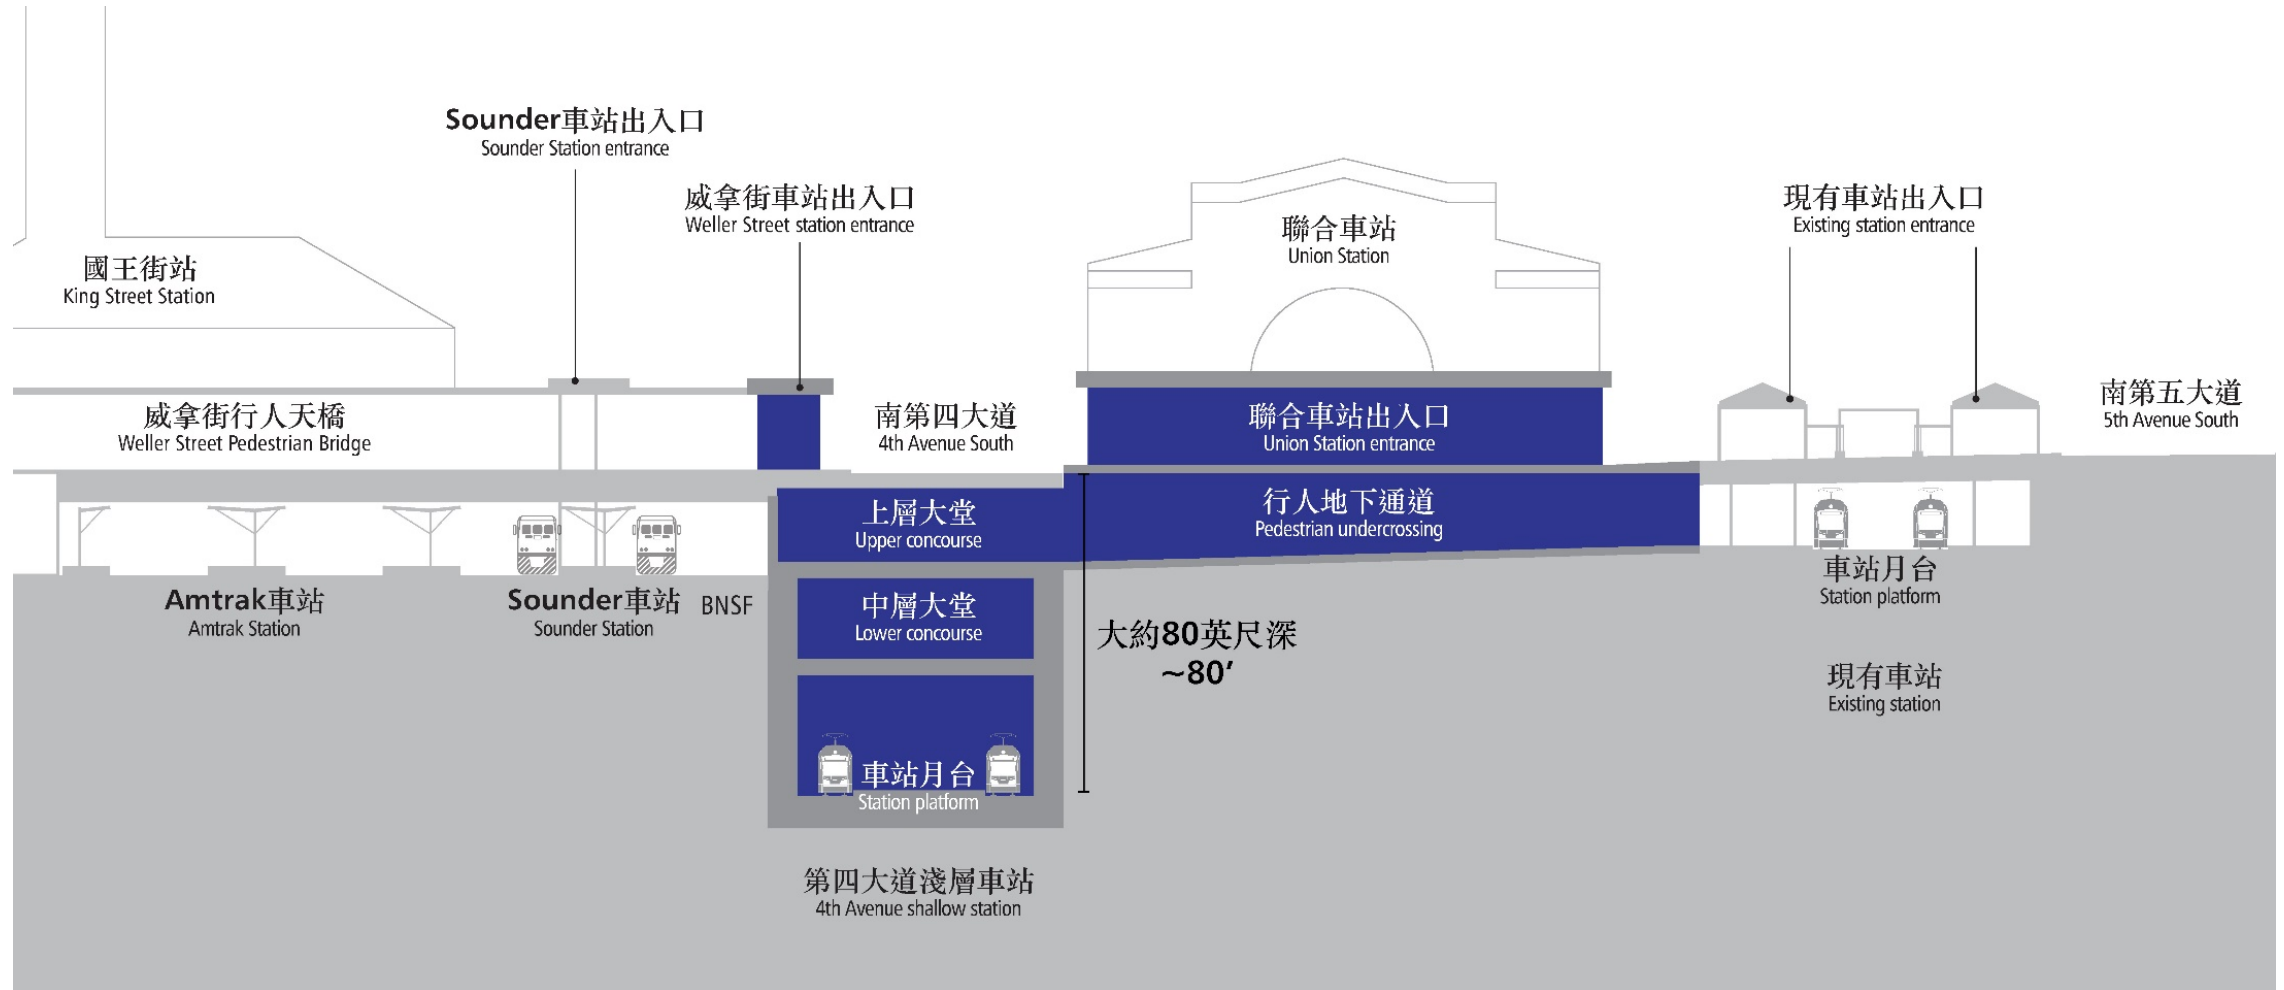 Sounder車站出入口
Sounder Station entrance
威拿街車站出入口
Weller Street station entrance
國王街站
King Street Station
聯合車站
Union Station
現有車站出入口
Existing station entrance
威拿街行人天橋
Weller Street Pedestrian Bridge
南第四大道
4th Avenue South
聯合車站出入口
Union Station entrance
南第五大道
5th Avenue South
上層大堂
Upper concourse
行人地下通道
Pedestrian undercrossing
Amtrak車站
Amtrak Station
Sounder車站
Sounder Station
BNSF
中層大堂
Lower concourse
大約80英尺深
~80’
車站月台
Station platform
現有車站
Existing station
車站月台
Station platform
第四大道淺層車站
4th Avenue shallow station